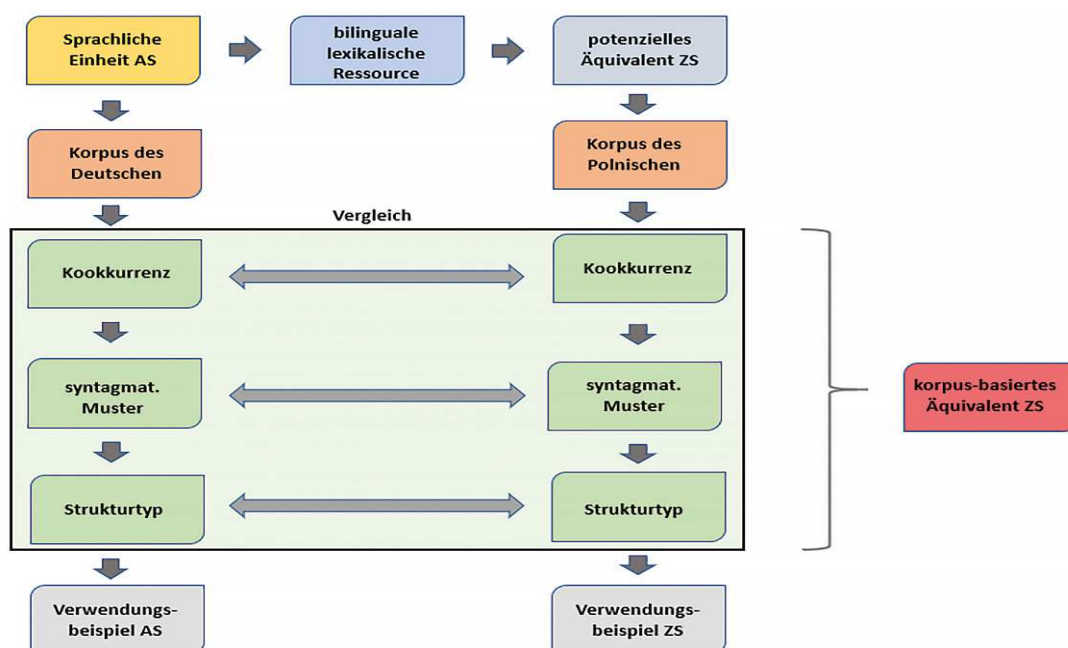 Sprachliche
Einheit AS
bilinguale
lexikalische
Ressource
potenzielles
Äquivalent ZS
Korpus des
Deutschen
Korpus des
Polnischen
Vergleich
Kookkurrenz
Kookkurrenz
syntagmat.
Muster
syntagmat.
Muster
korpus-basiertes
Äquivalent ZS
Strukturtyp
Strukturtyp
Verwendungs-
beispiel AS
Verwendungs-
beispiel ZS